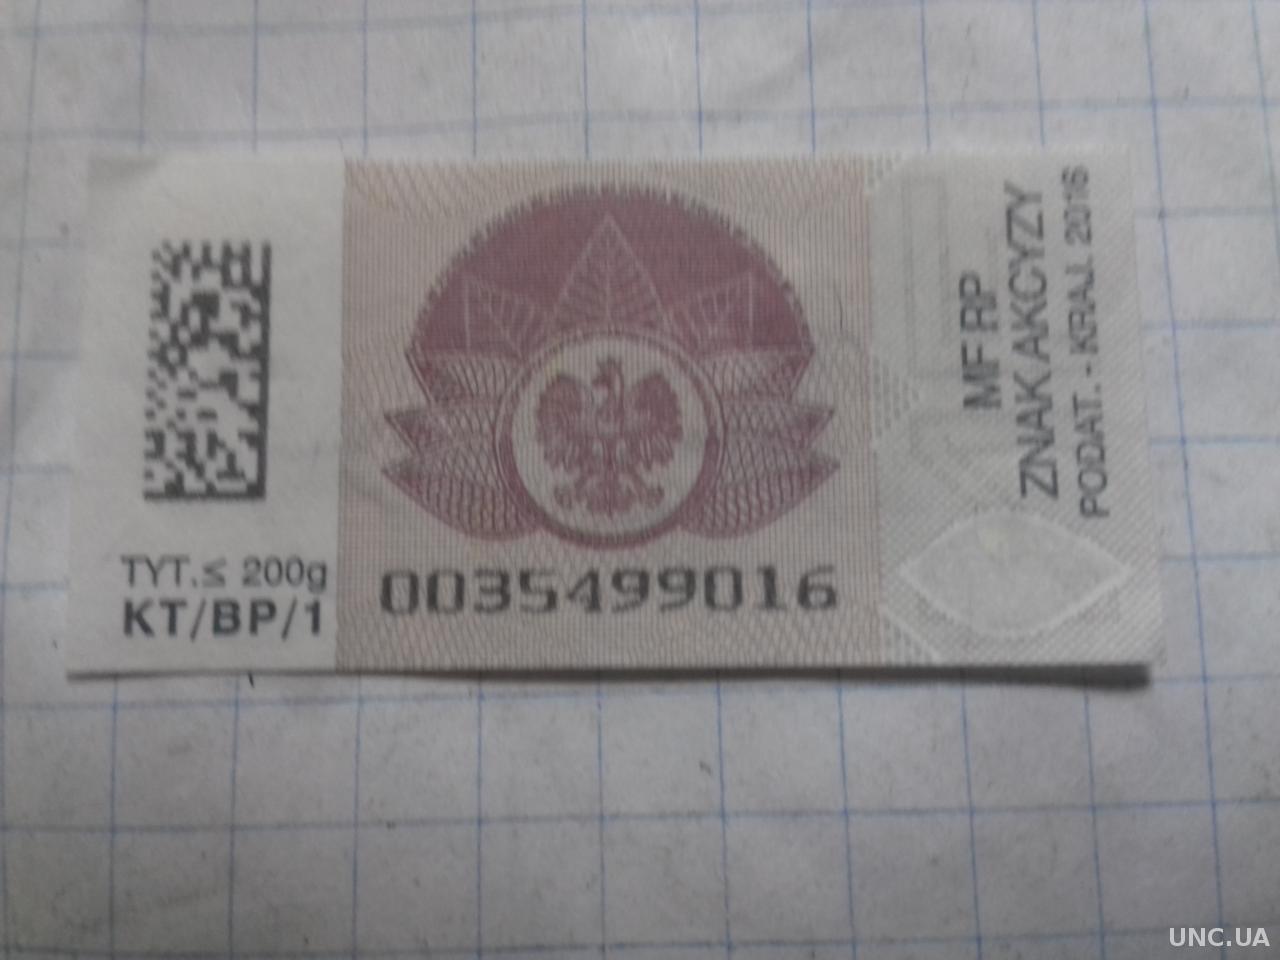 TYT.≤ 200g
KT/BP/1
0035499016
MF RP
ZNAK AKCYZY
PODAT. - KRAJ. 2016
UNC.UA